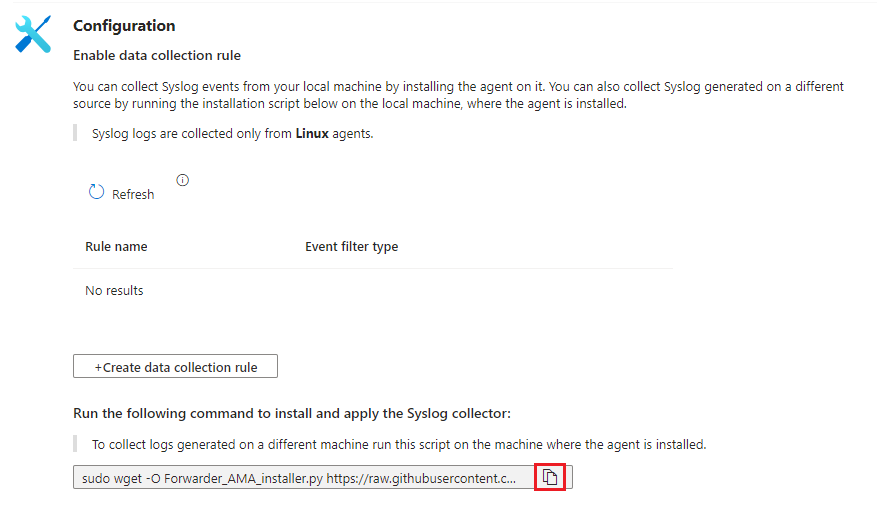 Configuration
Enable data collection rule
You can collect Syslog events from your local machine by installing the agent on it. You can also collect Syslog generated on a different
source by running the installation script below on the local machine, where the agent is installed.
Syslog logs are collected only from Linux agents.
Refresh
Rule name Event filter type
No results
+Create data collection rule
Run the following command to install and apply the Syslog collector:
To collect logs generated on a different machine run this script on the machine where the agent is installed.
sudo wget -O Forwarder_AMA_installer.py https://raw.githubusercontent.c...